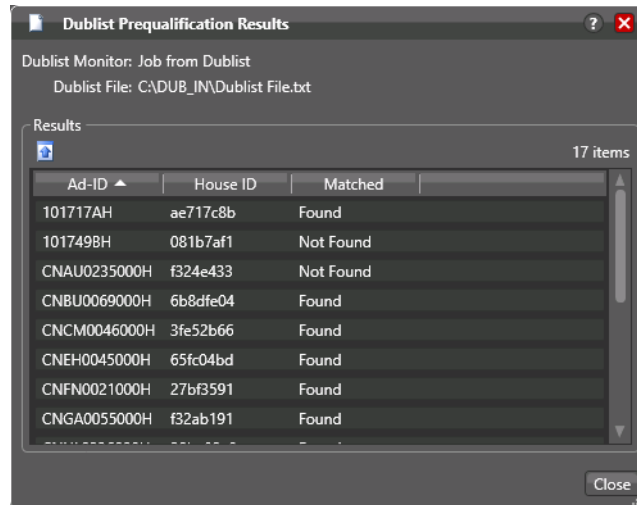 Dublist Prequalification Results
?
Dublist Monitor: Job from Dublist
Dublist File: C:\DUB_IN\Dublist File.txt
Results
17 items
Ad-ID House ID Matched
101717AH ae717c8b Found
101749BH 081b7af1 Not Found
CNAU0235000H f324e433 Not Found
CNBU0069000H 6b8dfe04 Found
CNCM0046000H 3fe52b66 Found
CNEH0045000H 65fc04bd Found
CNFN0021000H 27bf3591 Found
CNGA0055000H f32ab191 Found
Close